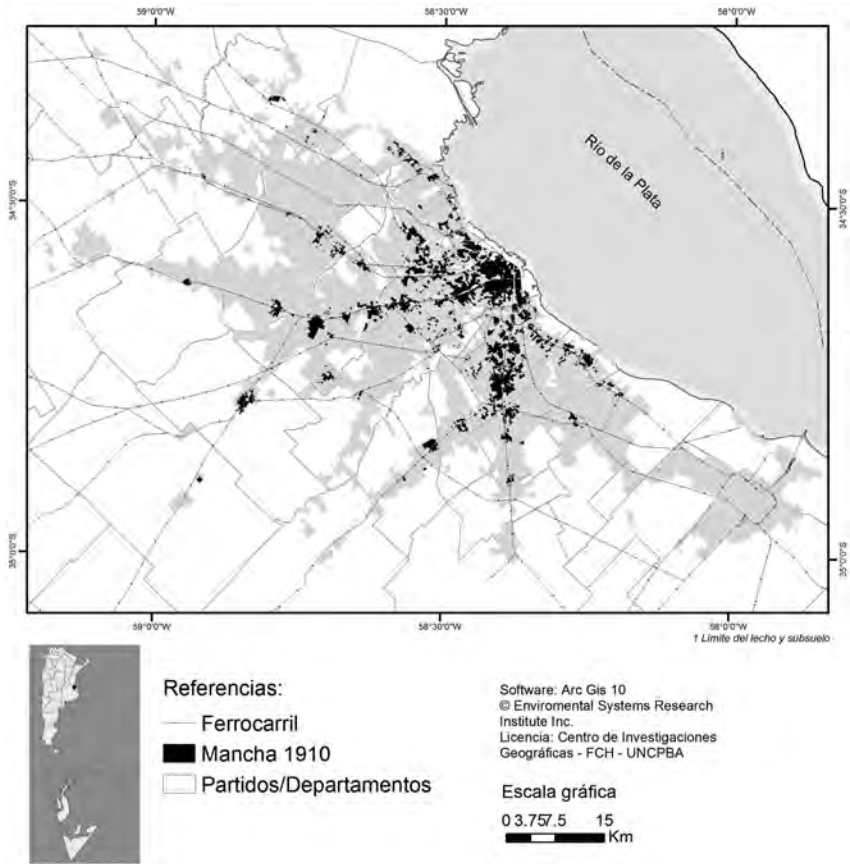 59°0'0"W
58°30'0"W
58°0'0"W
34°30'0"S
34°30'0"S
Río de la Plata
35°0'0"S
35°0'0"S
59°0'0"W
58°30'0"W
58°0'0"W
1 Límite del lecho y subsuelo
Referencias:
Ferrocarril
Mancha 1910
Partidos/Departamentos
Software: Arc Gis 10
© Enviromental Systems Research
Institute Inc.
Licencia: Centro de Investigaciones
Geográficas - FCH - UNCPBA
Escala gráfica
0 3.757.5 15
Km